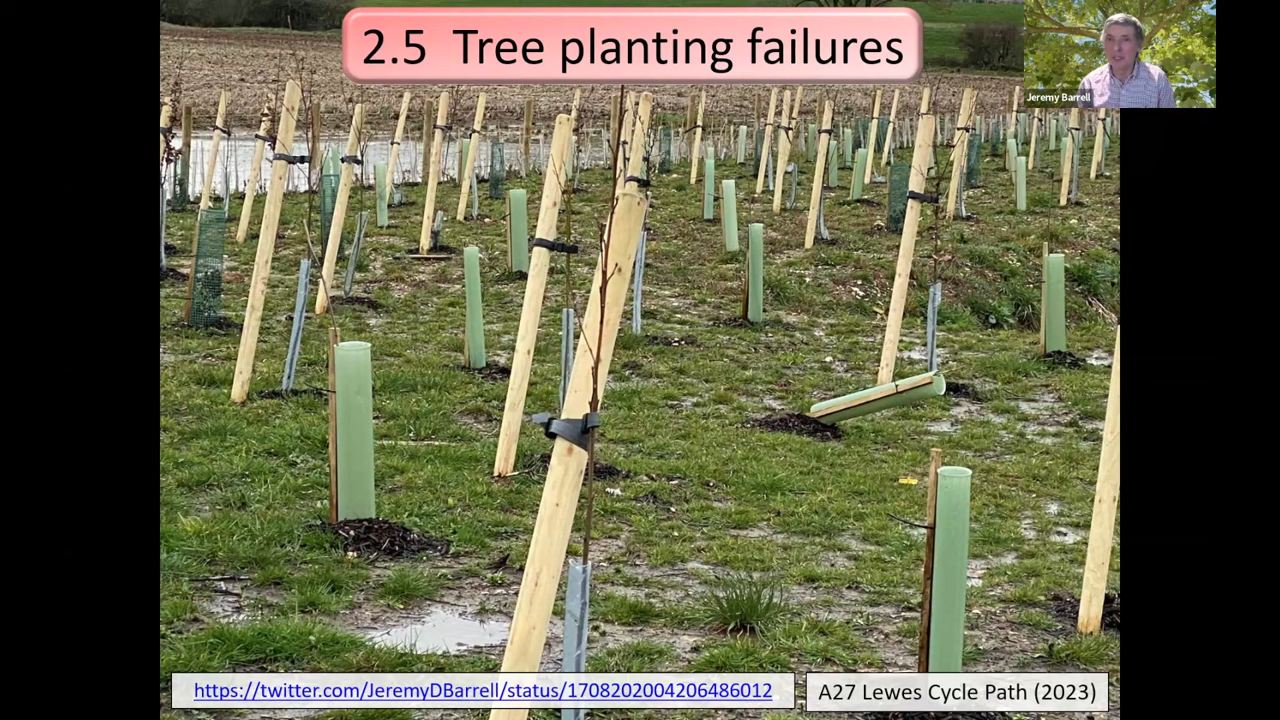 2.5 Tree planting failures
Jeremy Barrell
https://twitter.com/JeremyDBarrell/status/1708202004206486012
A27 Lewes Cycle Path (2023)